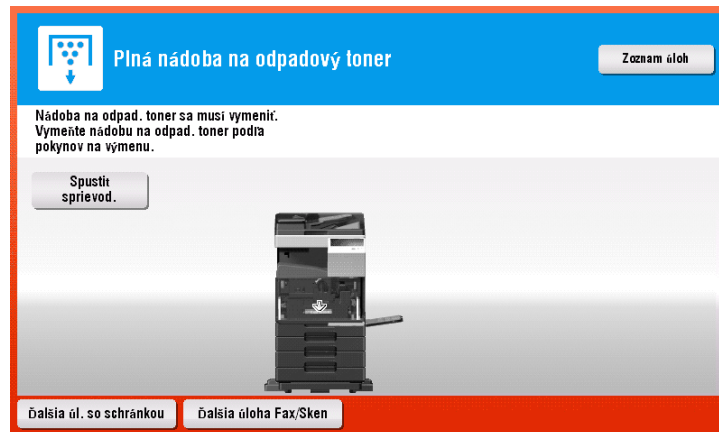 Plná nádoba na odpadový toner
Zoznam úloh
Nádoba na odpad. toner sa musí vymeniť.
Vymeňte nádobu na odpad. toner podľa
pokynov na výmenu.
Spustit
sprievod.
Ďalšia úl. so schránkou
Ďalšia úloha Fax/Sken